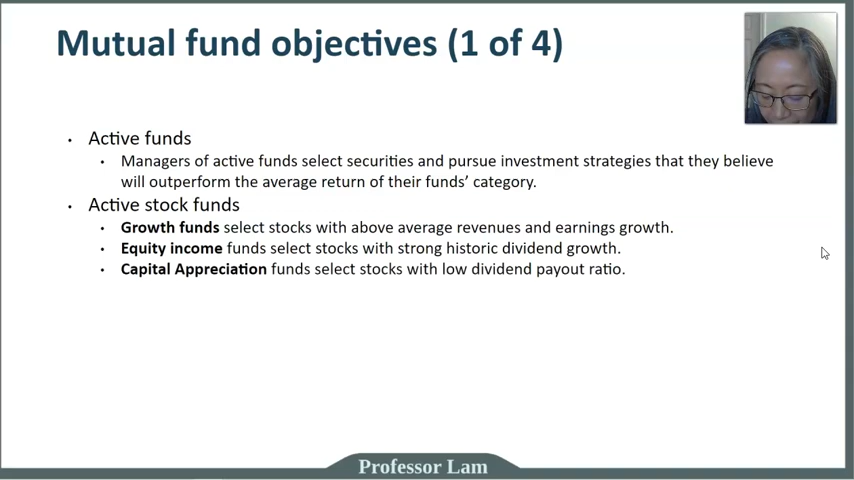 Mutual fund objectives (1 of 4)
• Active funds
• Managers of active funds select securities and pursue investment strategies that they believe
will outperform the average return of their funds’ category.
• Active stock funds
• Growth funds select stocks with above average revenues and earnings growth.
• Equity income funds select stocks with strong historic dividend growth.
• Capital Appreciation funds select stocks with low dividend payout ratio.
Professor Lam